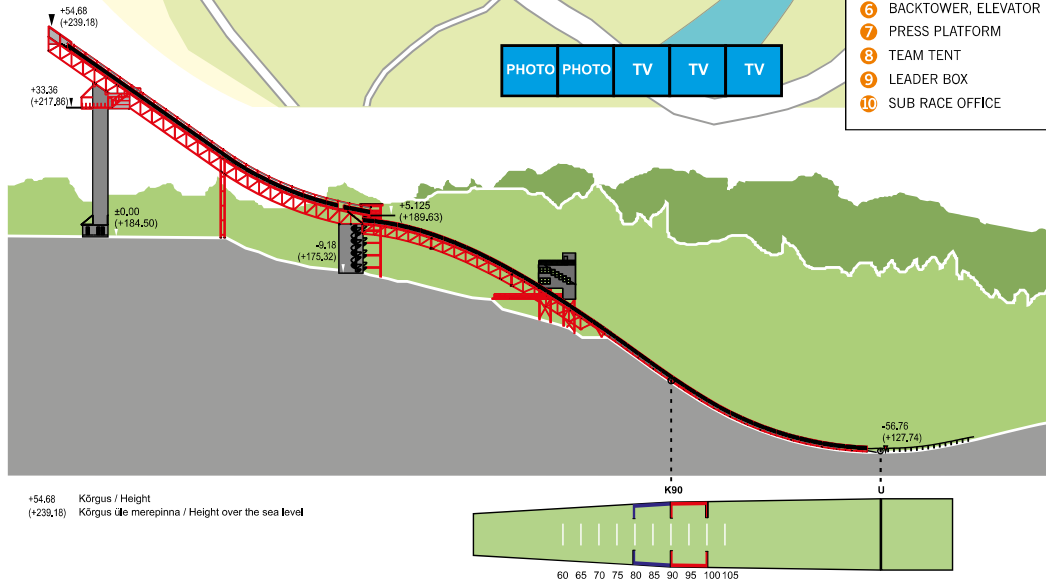 6 BACKTOWER, ELEVATOR
7 PRESS PLATFORM
8 TEAM TENT
9 LEADER BOX
10 SUB RACE OFFICE
PHOTO PHOTO TV TV TV
+54,68
(+239.18)
+33,36
(+217,86)
±0.00
(+184.50)
+5.125
(+189.63)
-9.18
(+175,32)
-56.76
(+127.74)
K90 U
+54,68 Kõrgus / Height
(+239,18) Kõrgus üle merepinna / Height over the sea level
60 65 70 75 80 85 90 95 100 105